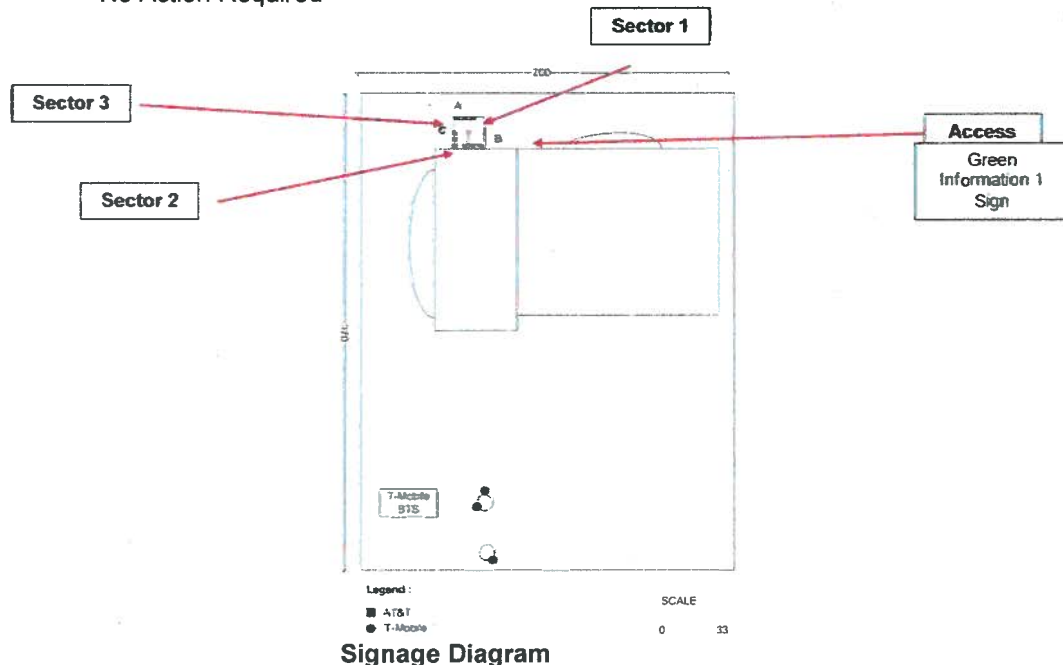 No Action Required
Sector 1
200
Sector 3
A
C
B
Access
Green
Information 1
Sign
Sector 2
T-Mobile
BTS
Legend :
AT&T
T-Mobile
SCALE
0 33
Signage Diagram